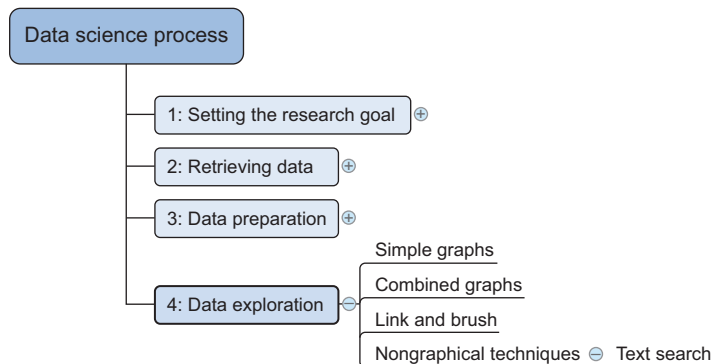 Data science process
1: Setting the research goal
2: Retrieving data
3: Data preparation
4: Data exploration
Simple graphs
Combined graphs
Link and brush
Nongraphical techniques
Text search